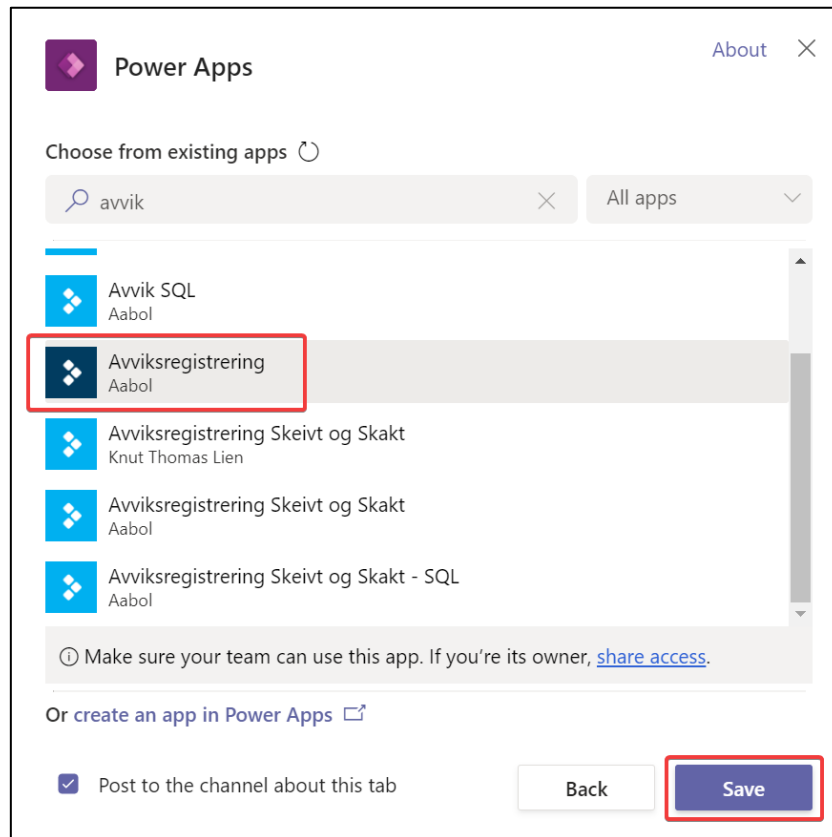 Power Apps
About
Choose from existing apps
avvik
All apps
Avvik SQL
Aabol
Avviksregistrering
Aabol
Avviksregistrering Skeivt og Skakt
Knut Thomas Lien
Avviksregistrering Skeivt og Skakt
Aabol
Avviksregistrering Skeivt og Skakt - SQL
Aabol
Make sure your team can use this app. If you're its owner, share access.
Or create an app in Power Apps
Post to the channel about this tab
Back
Save